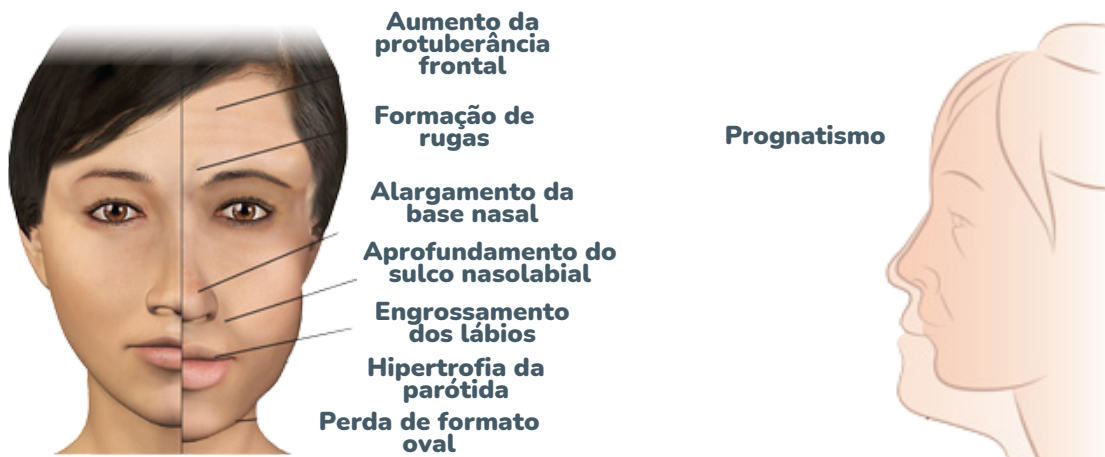 Aumento da
protuberância
frontal
Formação de
rugas
Alargamento da
base nasal
Aprofundamento do
sulco nasolabial
Engrossamento
dos lábios
Hipertrofia da
parótida
Perda de formato
oval
Prognatismo